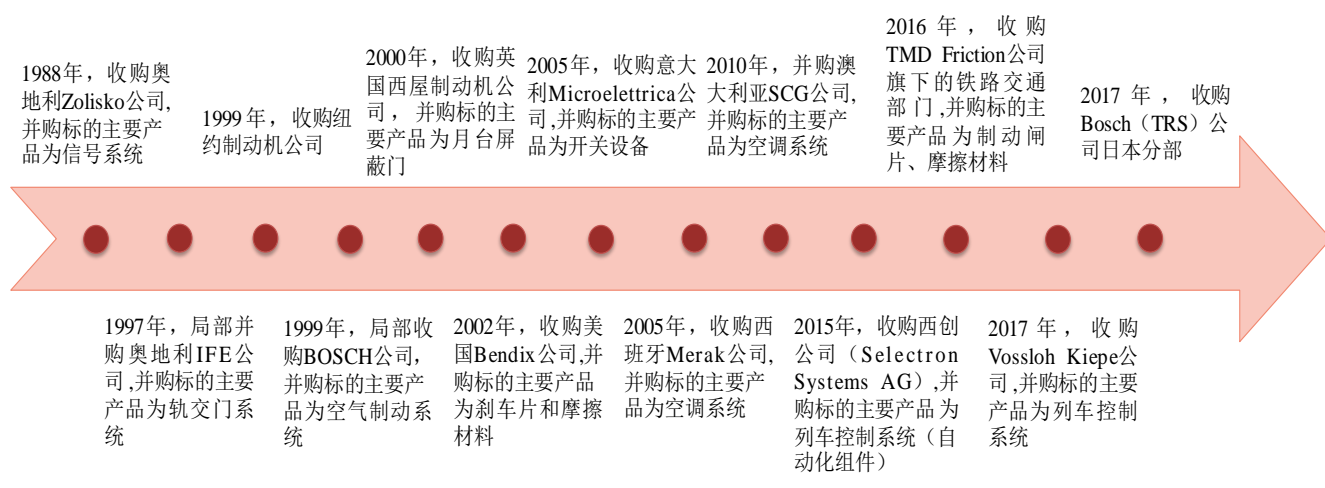 1988年，收购奥
地利Zolisko公司,
并购标的主要产
品为信号系统
1999年，收购纽
约制动机公司
2000年，收购英
国西屋制动机公
司，并购标的主
要产品为月台屏
蔽门
2005年，收购意大
利Microelettrica公
司,并购标的主要产
品为开关设备
2010年，并购澳
大利亚SCG公司,
并购标的主要产
品为空调系统
2016年，收购
TMD Friction公司
旗下的铁路交通
部门,并购标的主
要产品为制动闸
片、摩擦材料
2017年，收购
Bosch（TRS）公
司日本分部
1997年，局部并
购奥地利IFE公
司,并购标的主要
产品为轨交门系
统
1999年，局部收
购BOSCH公司，
并购标的主要产
品为空气制动系
统
2002年，收购美
国Bendix公司,并
购标的主要产品
为刹车片和摩擦
材料
2005年，收购西
班牙Merak公司,
并购标的主要产
品为空调系统
2015年，收购西创
公司（Selectron
Systems AG）,并
购标的主要产品为
列车控制系统（自
动化组件）
2017年，收购
Vossloh Kiepe公
司,并购标的主要
产品为列车控制
系统